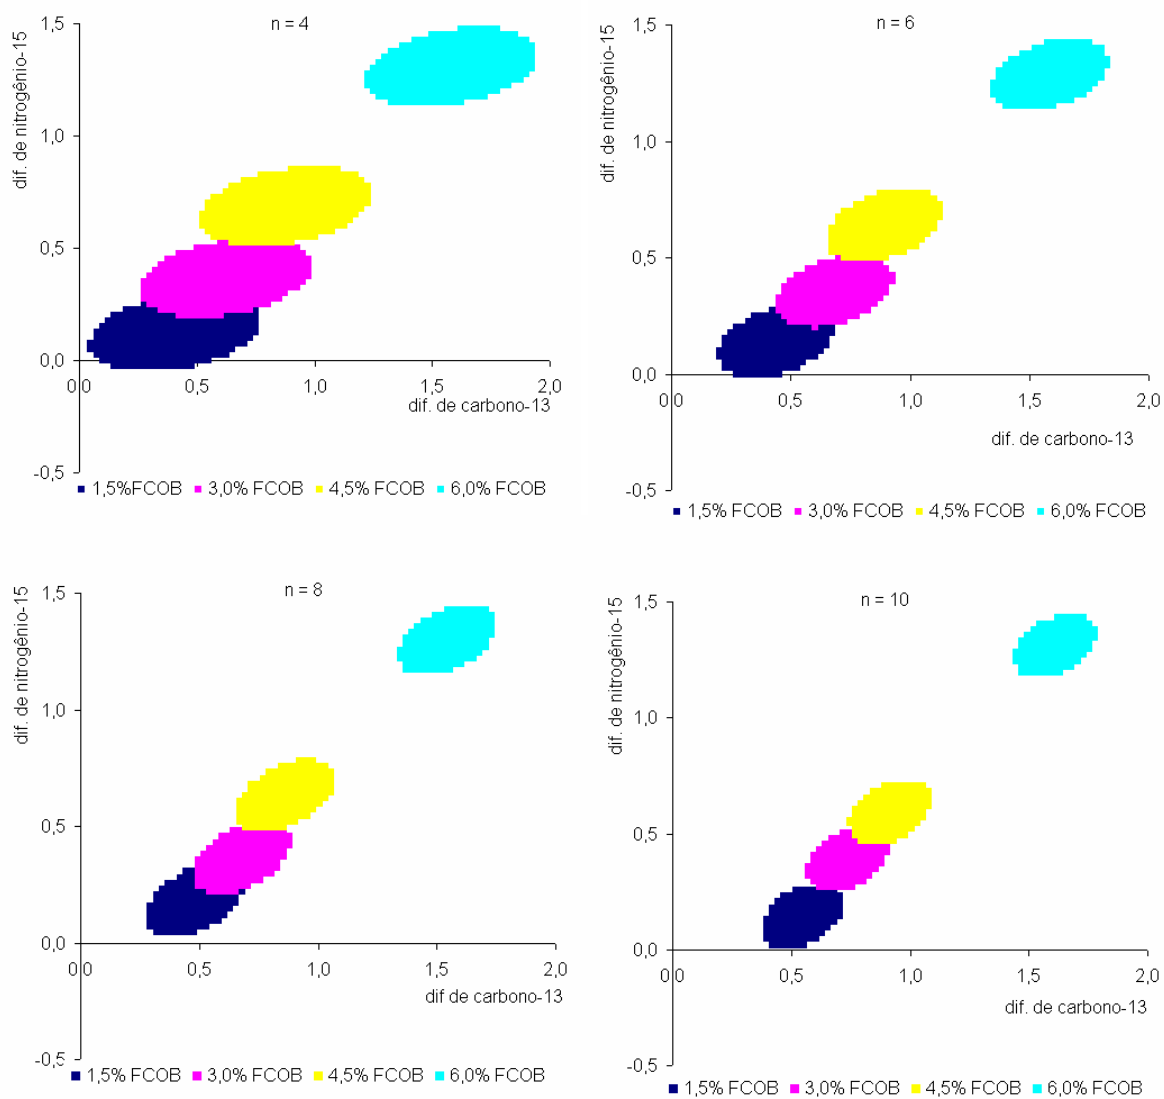 n = 4
dif. de nitrogênio-15
1,5
1,0
0,5
0,0
-0,5
0,0 0,5 1,0 1,5 2,0
dif. de carbono-13
1,5%FCOB 3,0% FCOB 4,5% FCOB 6,0% FCOB
n = 6
dif. de nitrogênio-15
1,5
1,0
0,5
0,0
-0,5
0,0 0,5 1,0 1,5 2,0
dif. de carbono-13
1,5% FCOB 3,0% FCOB 4,5% FCOB 6,0% FCOB
n = 8
dif. de nitrogênio-15
1,5
1,0
0,5
0,0
-0,5
0,0 0,5 1,0 1,5 2,0
dif de carbono-13
1,5% FCOB 3,0% FCOB 4,5% FCOB 6,0% FCOB
n = 10
dif. de nitrogênio-15
1,5
1,0
0,5
0,0
-0,5
0,0 0,5 1,0 1,5 2,0
dif. de carbono-13
1,5% FCOB 3,0% FCOB 4,5% FCOB 6,0% FCOB